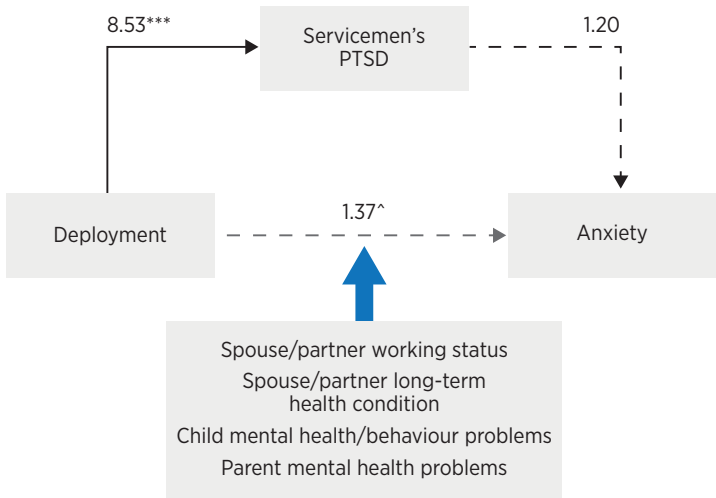 8.53***
Servicemen’s
PTSD
1.20
Deployment
1.37^
Anxiety
Spouse/partner working status
Spouse/partner long-term
health condition
Child mental health/behaviour problems
Parent mental health problems